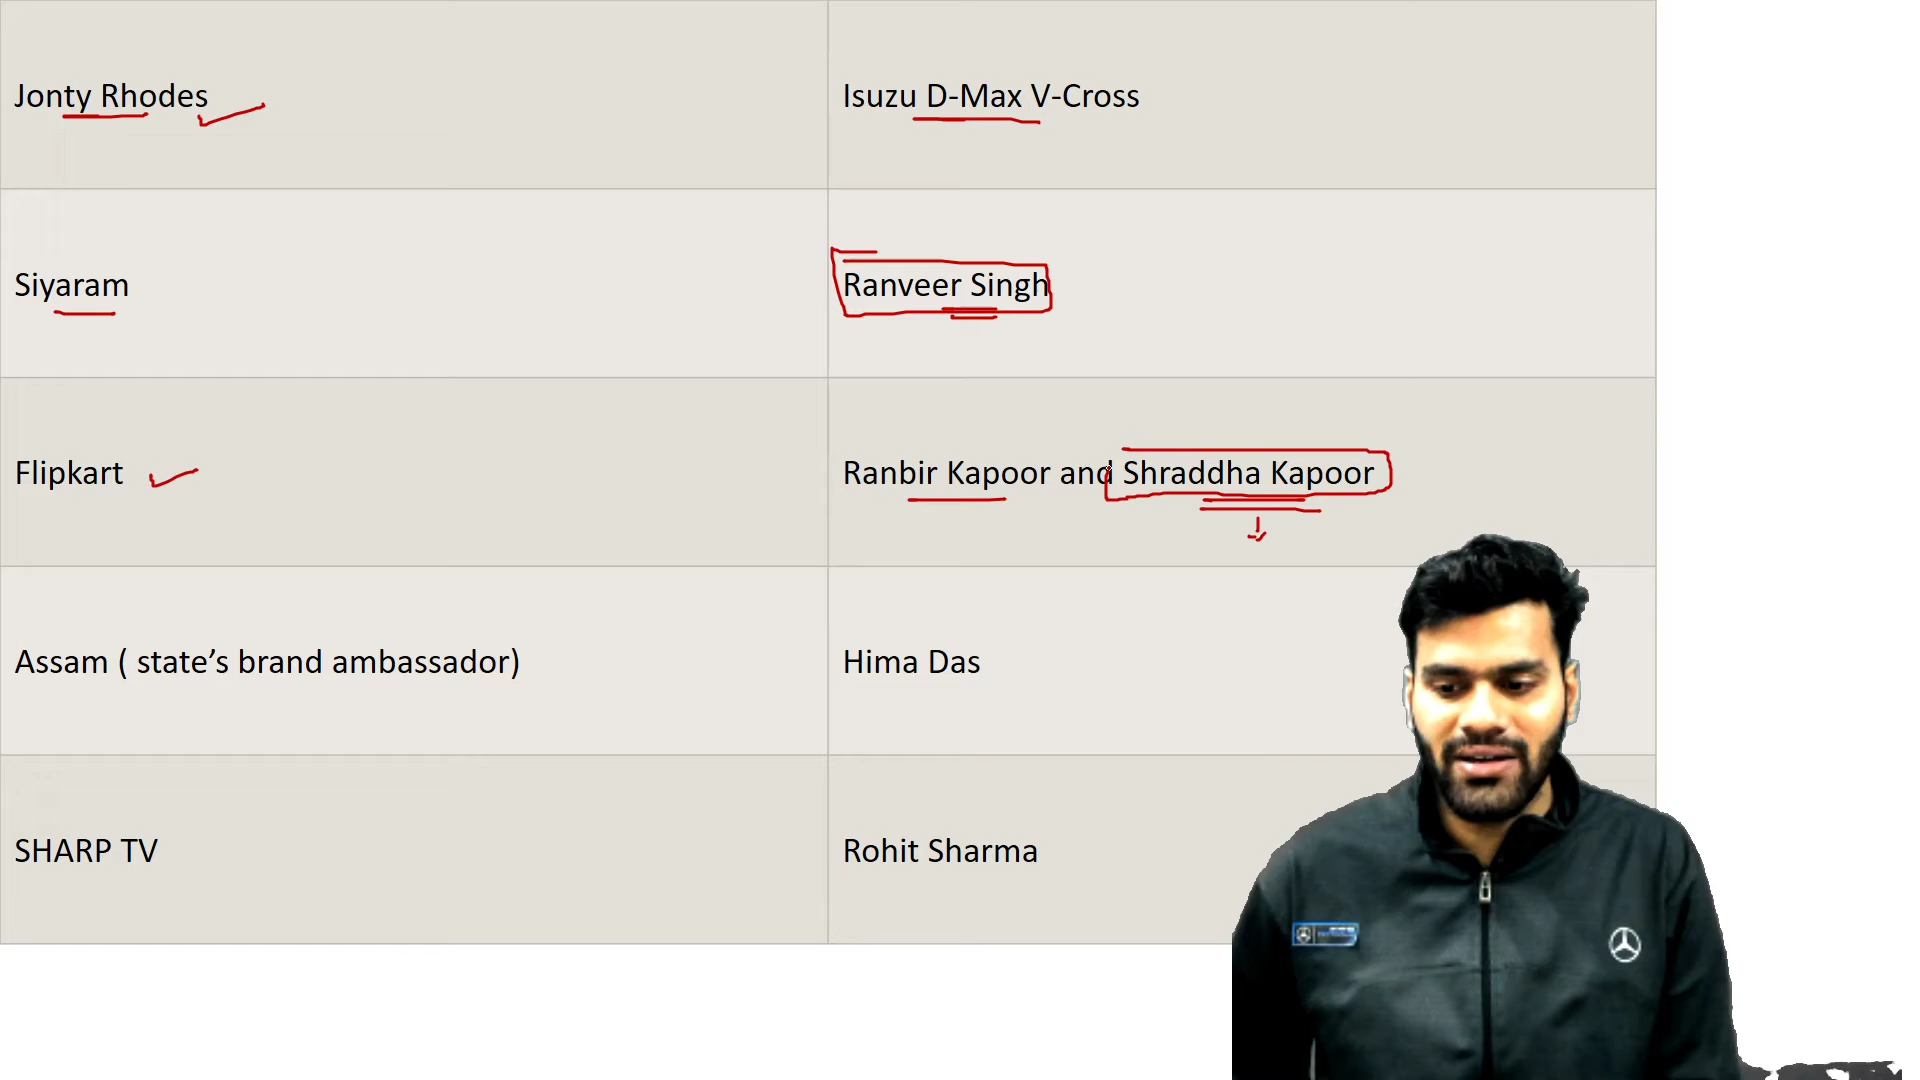 Jonty Rhodes
Isuzu D-Max V-Cross
Siyaram
Ranveer Singh
Flipkart
Ranbir Kapoor and Shraddha Kapoor
Assam ( state’s brand ambassador)
Hima Das
SHARP TV
Rohit Sharma